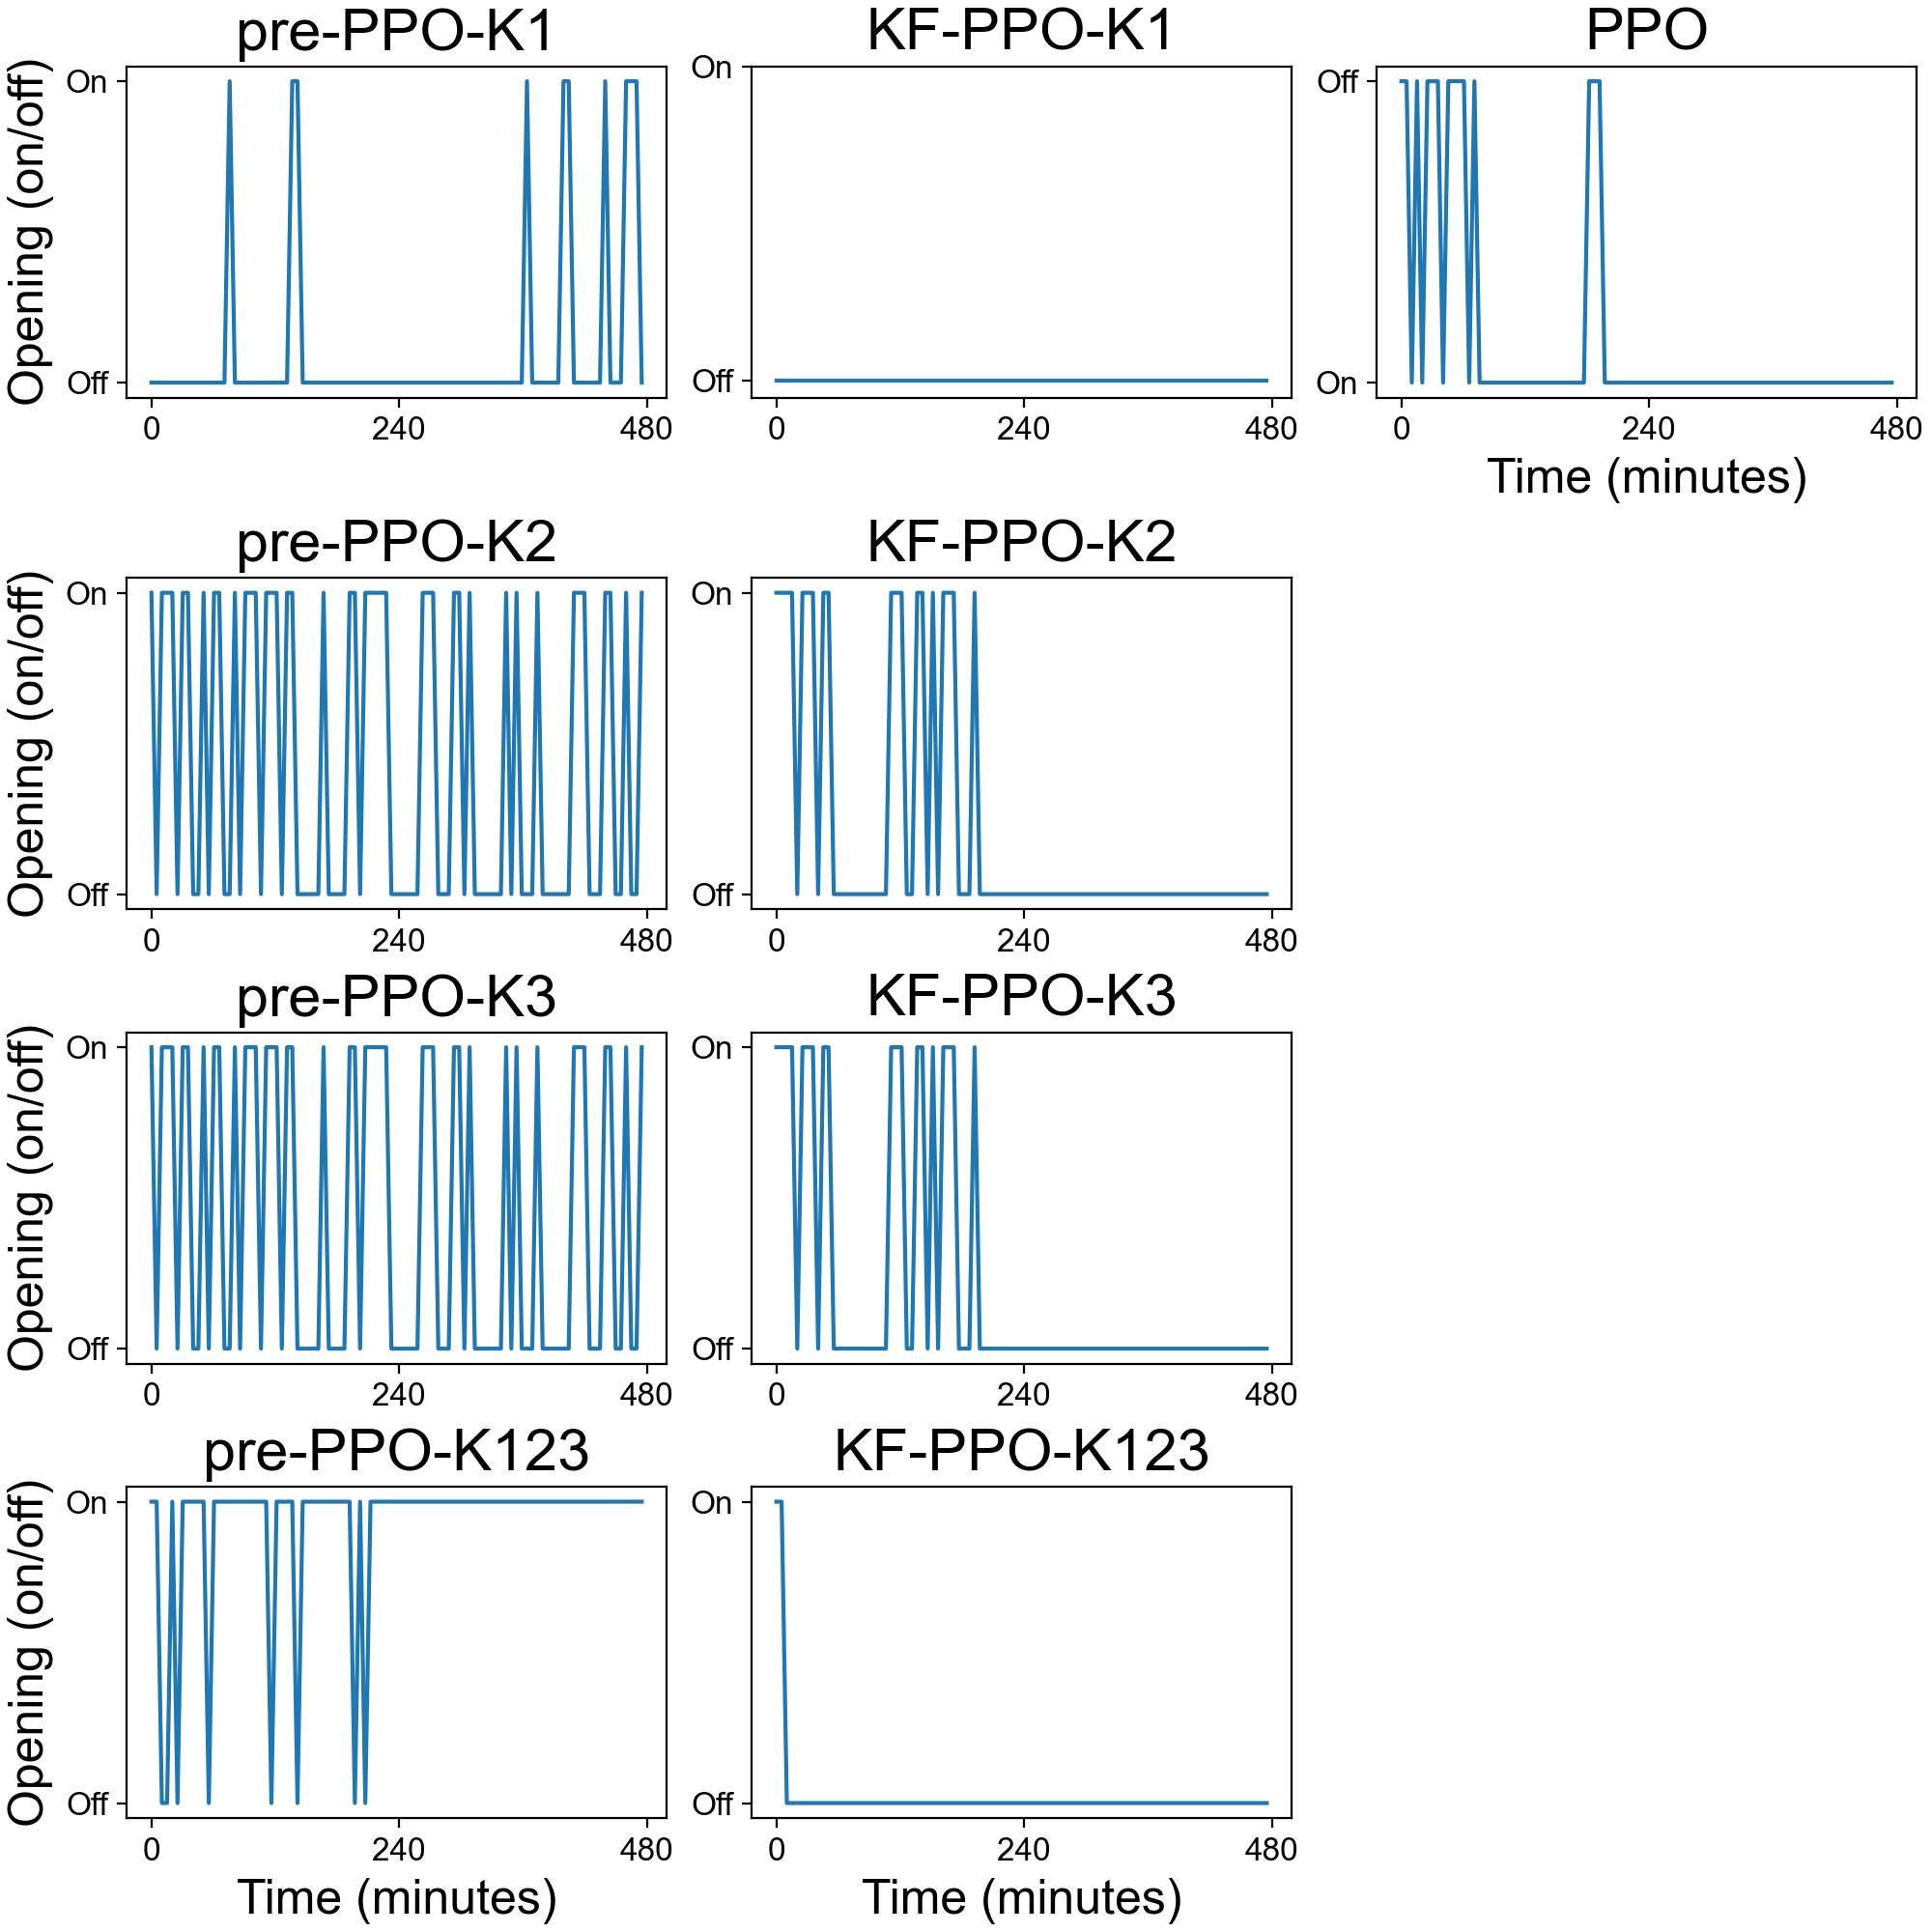 pre-PPO-K1
KF-PPO-K1
PPO
Opening (on/off)
On
Off
0 240 480
On
Off
0 240 480
Off
On
0 240 480
Time (minutes)
pre-PPO-K2
KF-PPO-K2
Opening (on/off)
On
Off
0 240 480
On
Off
0 240 480
pre-PPO-K3
KF-PPO-K3
Opening (on/off)
On
Off
0 240 480
On
Off
0 240 480
pre-PPO-K123
KF-PPO-K123
Opening (on/off)
On
Off
0 240 480
Time (minutes)
On
Off
0 240 480
Time (minutes)